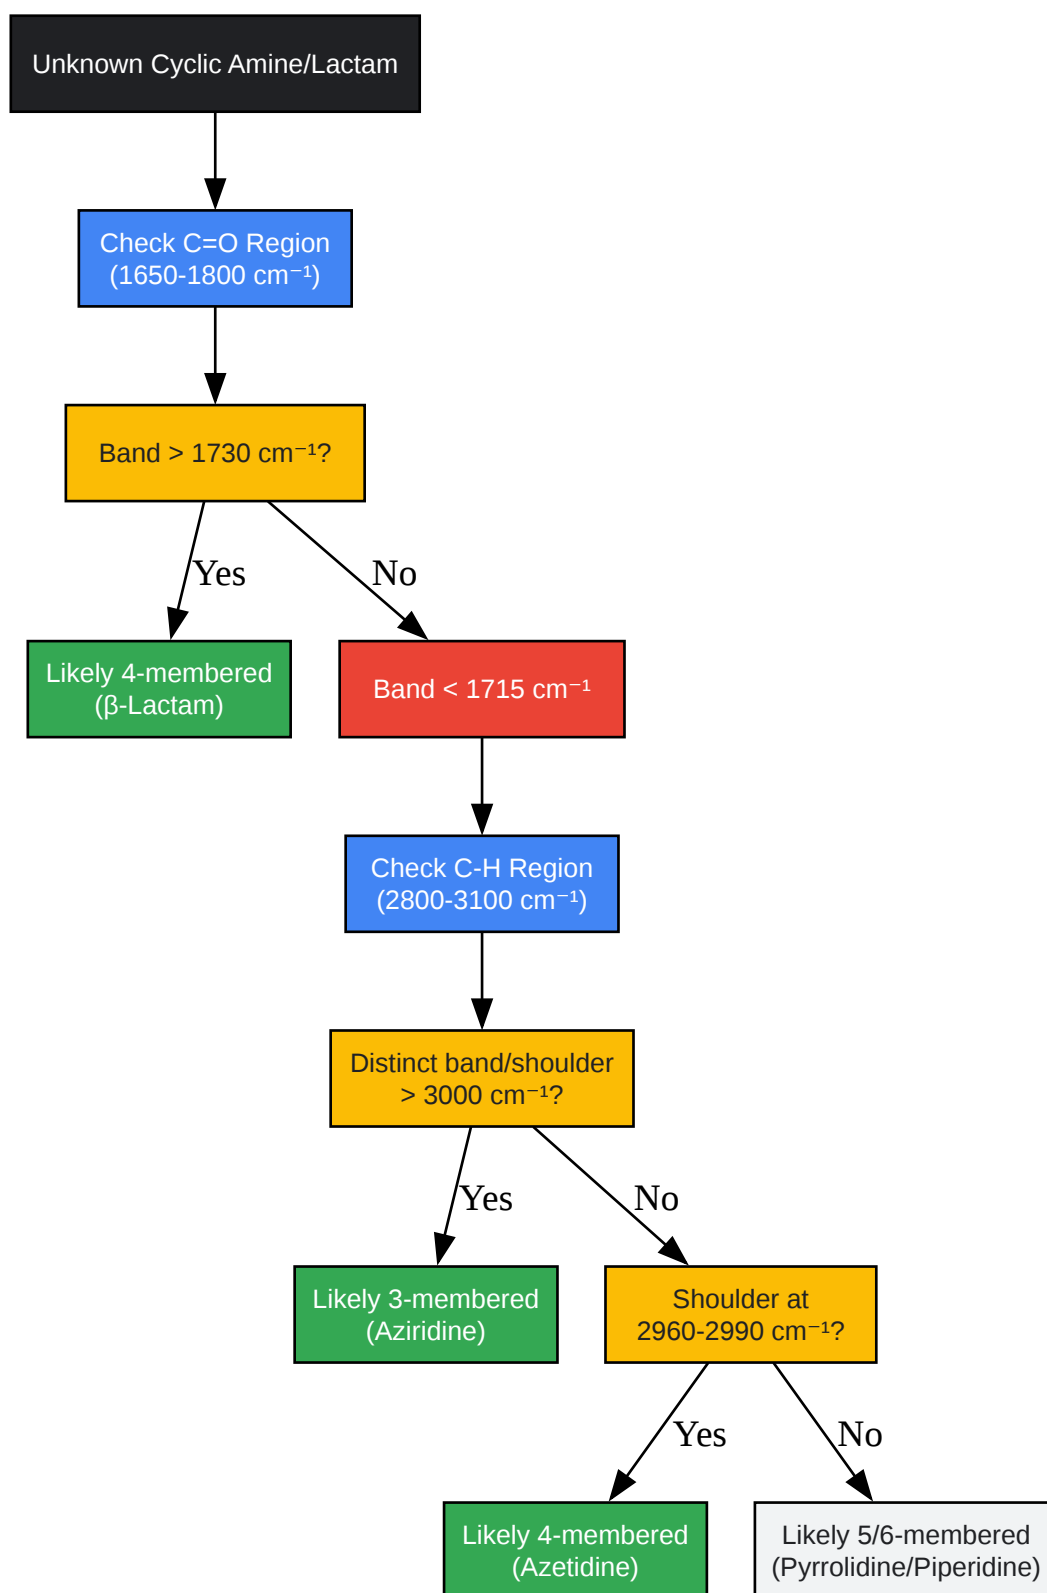 Unknown Cyclic Amine/Lactam
Check C=O Region
(1650-1800 cm⁻¹)
Band > 1730 cm⁻¹?
Yes
No
Likely 4-membered
(β-Lactam)
Band < 1715 cm⁻¹
Check C-H Region
(2800-3100 cm⁻¹)
Distinct band/shoulder
> 3000 cm⁻¹?
Yes
No
Likely 3-membered
(Aziridine)
Shoulder at
2960-2990 cm⁻¹?
Yes
No
Likely 4-membered
(Azetidine)
Likely 5/6-membered
(Pyrrolidine/Piperidine)